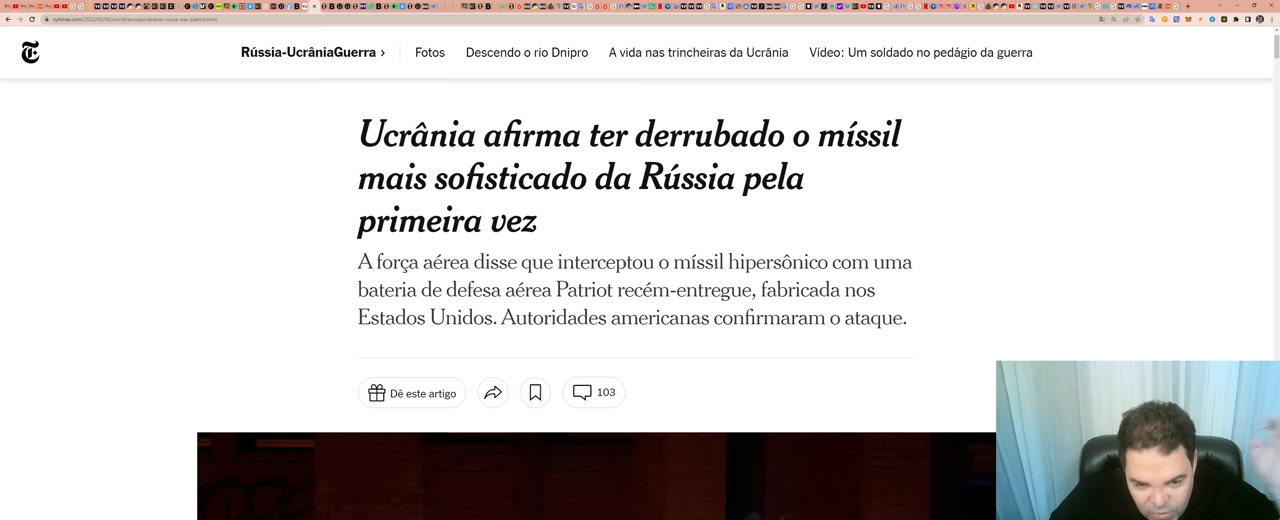 nytimes.com/2023/05/06/world/europe/ukraine-russia-war-patriot.html
Rússia-UcrâniaGuerra
Fotos
Descendo o rio Dnipro
A vida nas trincheiras da Ucrânia
Vídeo: Um soldado no pedágio da guerra
Ucrânia afirma ter derrubado o míssil
mais sofisticado da Rússia pela
primeira vez
A força aérea disse que interceptou o míssil hipersônico com uma
bateria de defesa aérea Patriot recém-entregue, fabricada nos
Estados Unidos. Autoridades americanas confirmaram o ataque.
Dê este artigo
103